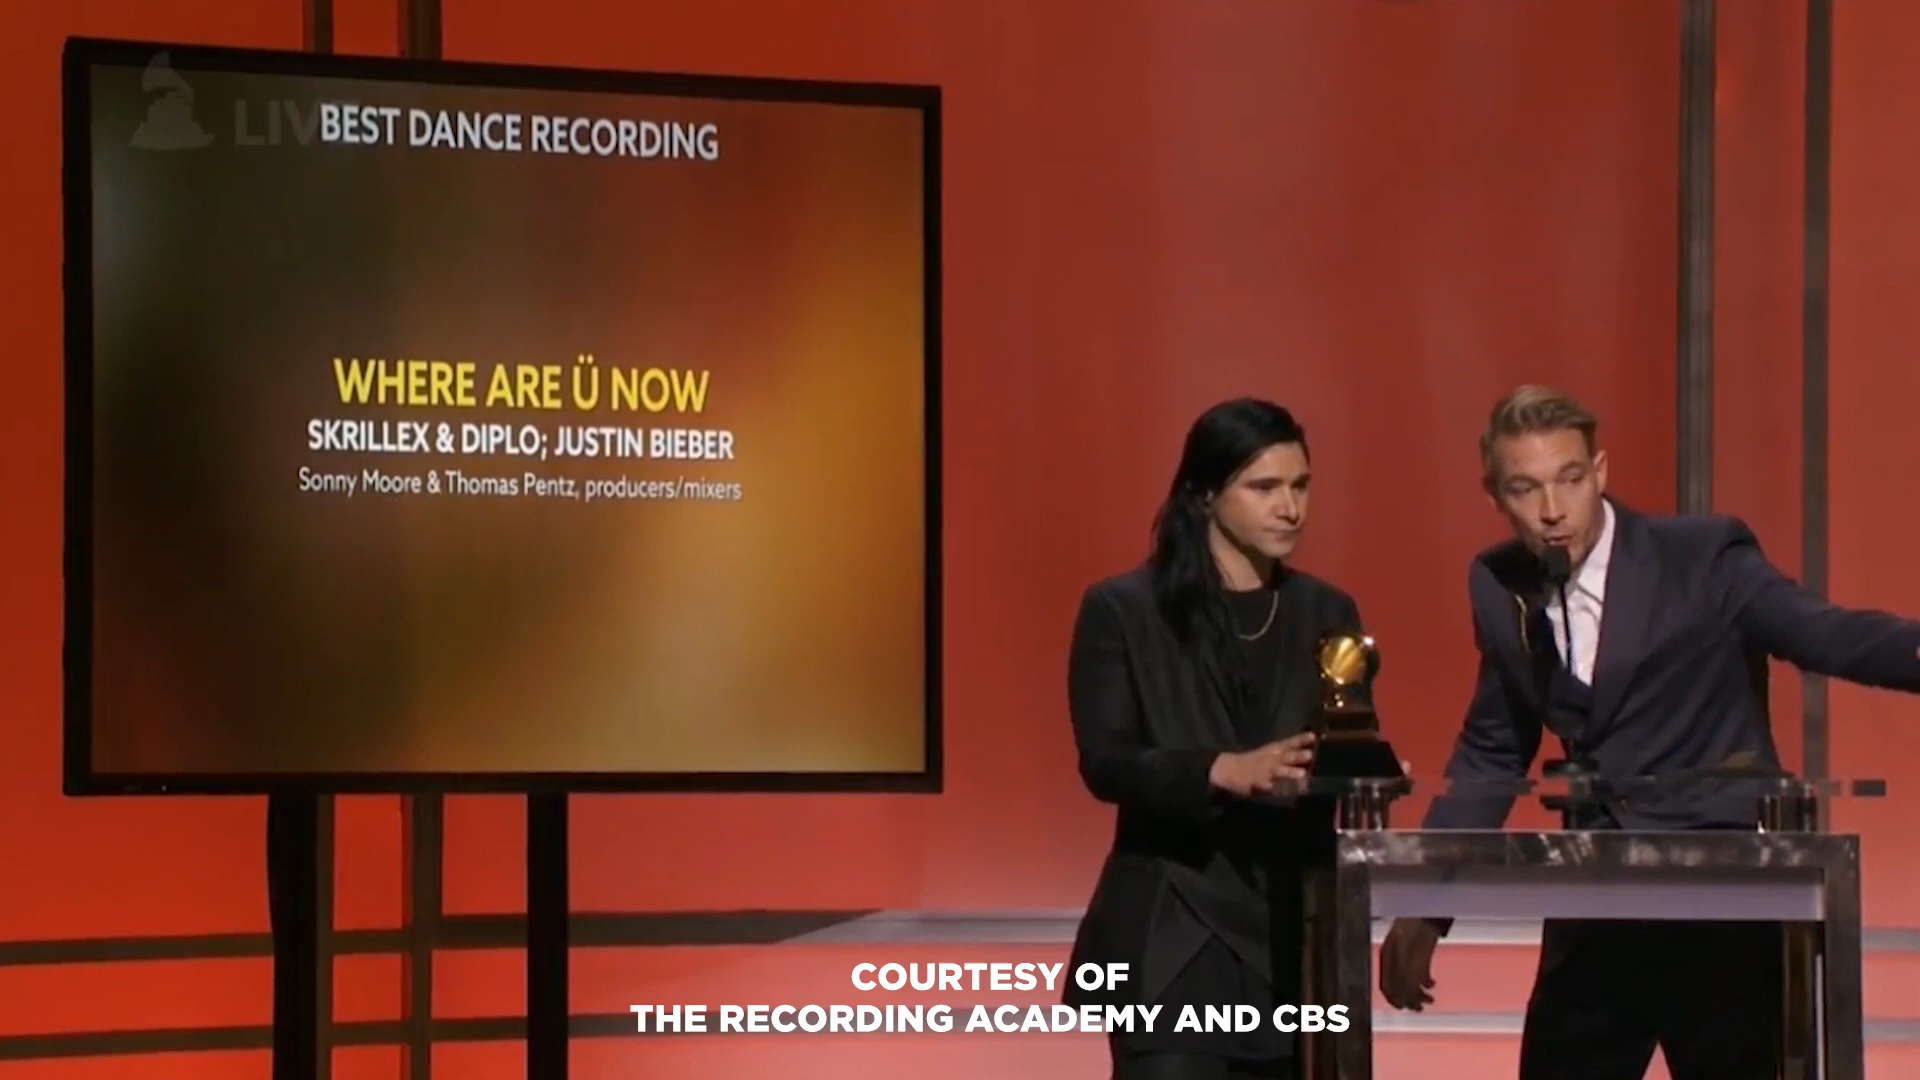 LIV
BEST DANCE RECORDING
WHERE ARE Ü NOW
SKRILLEX & DIPLO; JUSTIN BIEBER
Sonny Moore & Thomas Pentz, producers/mixers
COURTESY OF
THE RECORDING ACADEMY AND CBS